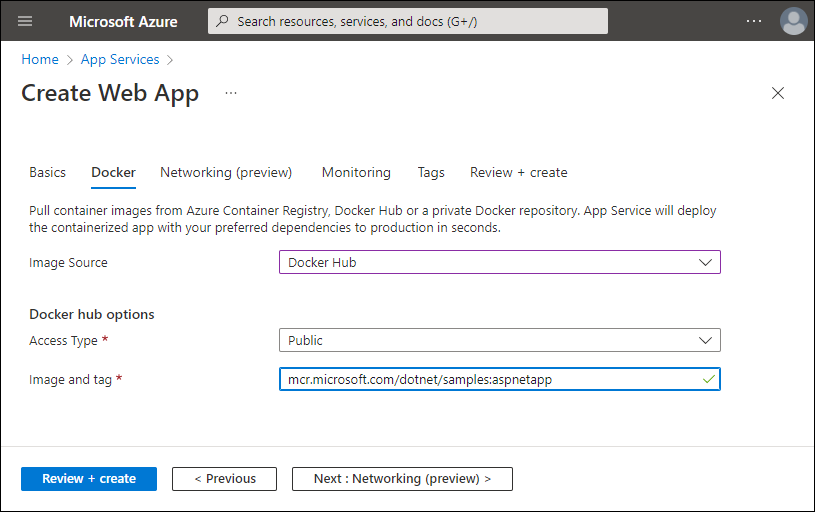 Microsoft Azure
Search resources, services, and docs (G+/)
Home > App Services >
Create Web App ...
Basics Docker Networking (preview) Monitoring Tags Review + create
Pull container images from Azure Container Registry, Docker Hub or a private Docker repository. App Service will deploy
the containerized app with your preferred dependencies to production in seconds.
Image Source Docker Hub
Docker hub options
Access Type * Public
Image and tag * mcr.microsoft.com/dotnet/samples:aspnetapp
Review + create < Previous Next : Networking (preview) >